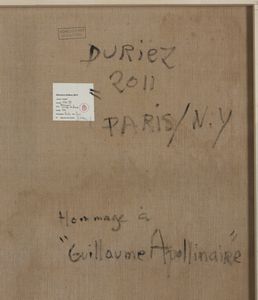 DURIEZ
2011
PARIS/N.Y
Hommage à
"Guillaume Apollinaire"